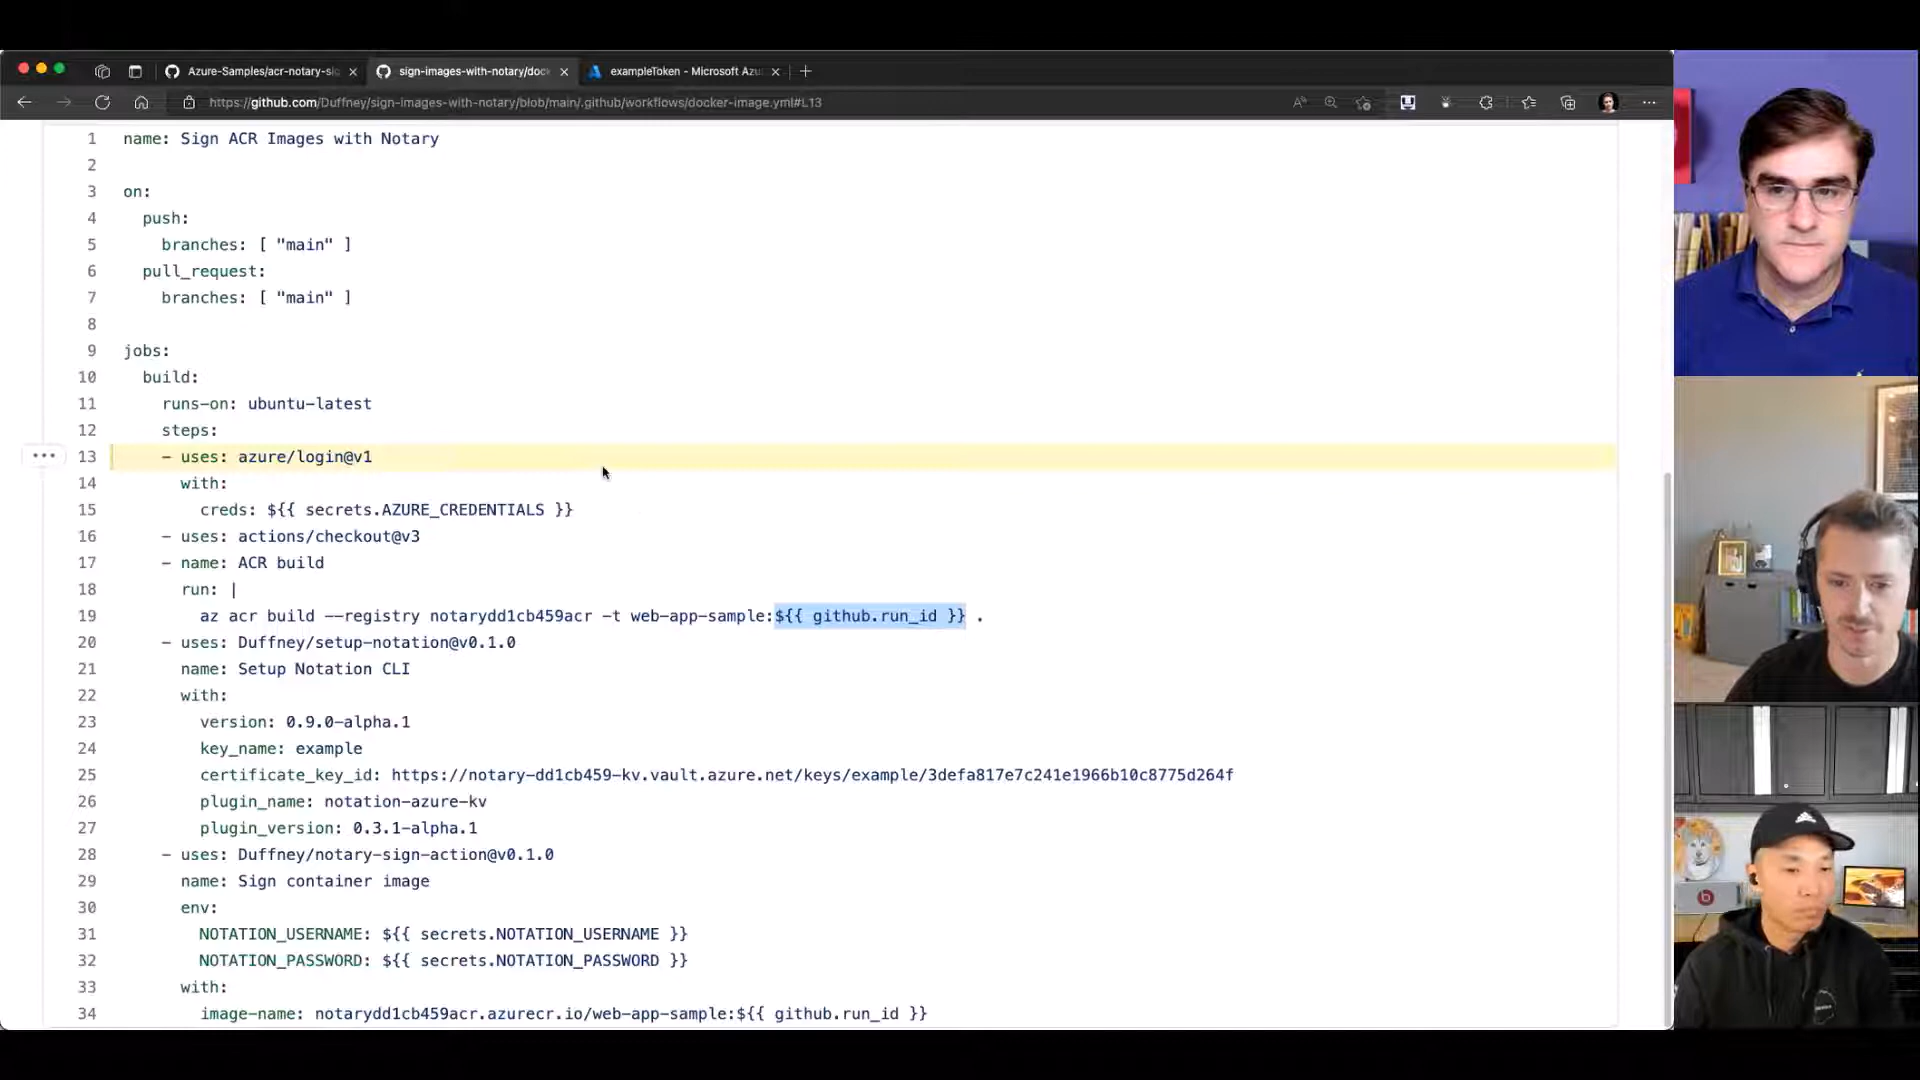 Azure-Samples/acr-notary-si
sign-images-with-notary/doc
exampleToken - Microsoft Azu
https://github.com/Duffney/sign-images-with-notary/blob/main/.github/workflows/docker-image.yml#L13
1 name: Sign ACR Images with Notary
2
3 on:
4 push:
5 branches: [ "main" ]
6 pull_request:
7 branches: [ "main" ]
8
9 jobs:
10 build:
11 runs-on: ubuntu-latest
12 steps:
13 - uses: azure/login@v1
14 with:
15 creds: ${{ secrets.AZURE_CREDENTIALS }}
16 - uses: actions/checkout@v3
17 - name: ACR build
18 run: |
19 az acr build --registry notarydd1cb459acr -t web-app-sample:${{ github.run_id }} .
20 - uses: Duffney/setup-notation@v0.1.0
21 name: Setup Notation CLI
22 with:
23 version: 0.9.0-alpha.1
24 key_name: example
25 certificate_key_id: https://notary-dd1cb459-kv.vault.azure.net/keys/example/3defa817e7c241e1966b10c8775d264f
26 plugin_name: notation-azure-kv
27 plugin_version: 0.3.1-alpha.1
28 - uses: Duffney/notary-sign-action@v0.1.0
29 name: Sign container image
30 env:
31 NOTATION_USERNAME: ${{ secrets.NOTATION_USERNAME }}
32 NOTATION_PASSWORD: ${{ secrets.NOTATION_PASSWORD }}
33 with:
34 image-name: notarydd1cb459acr.azurecr.io/web-app-sample:${{ github.run_id }}